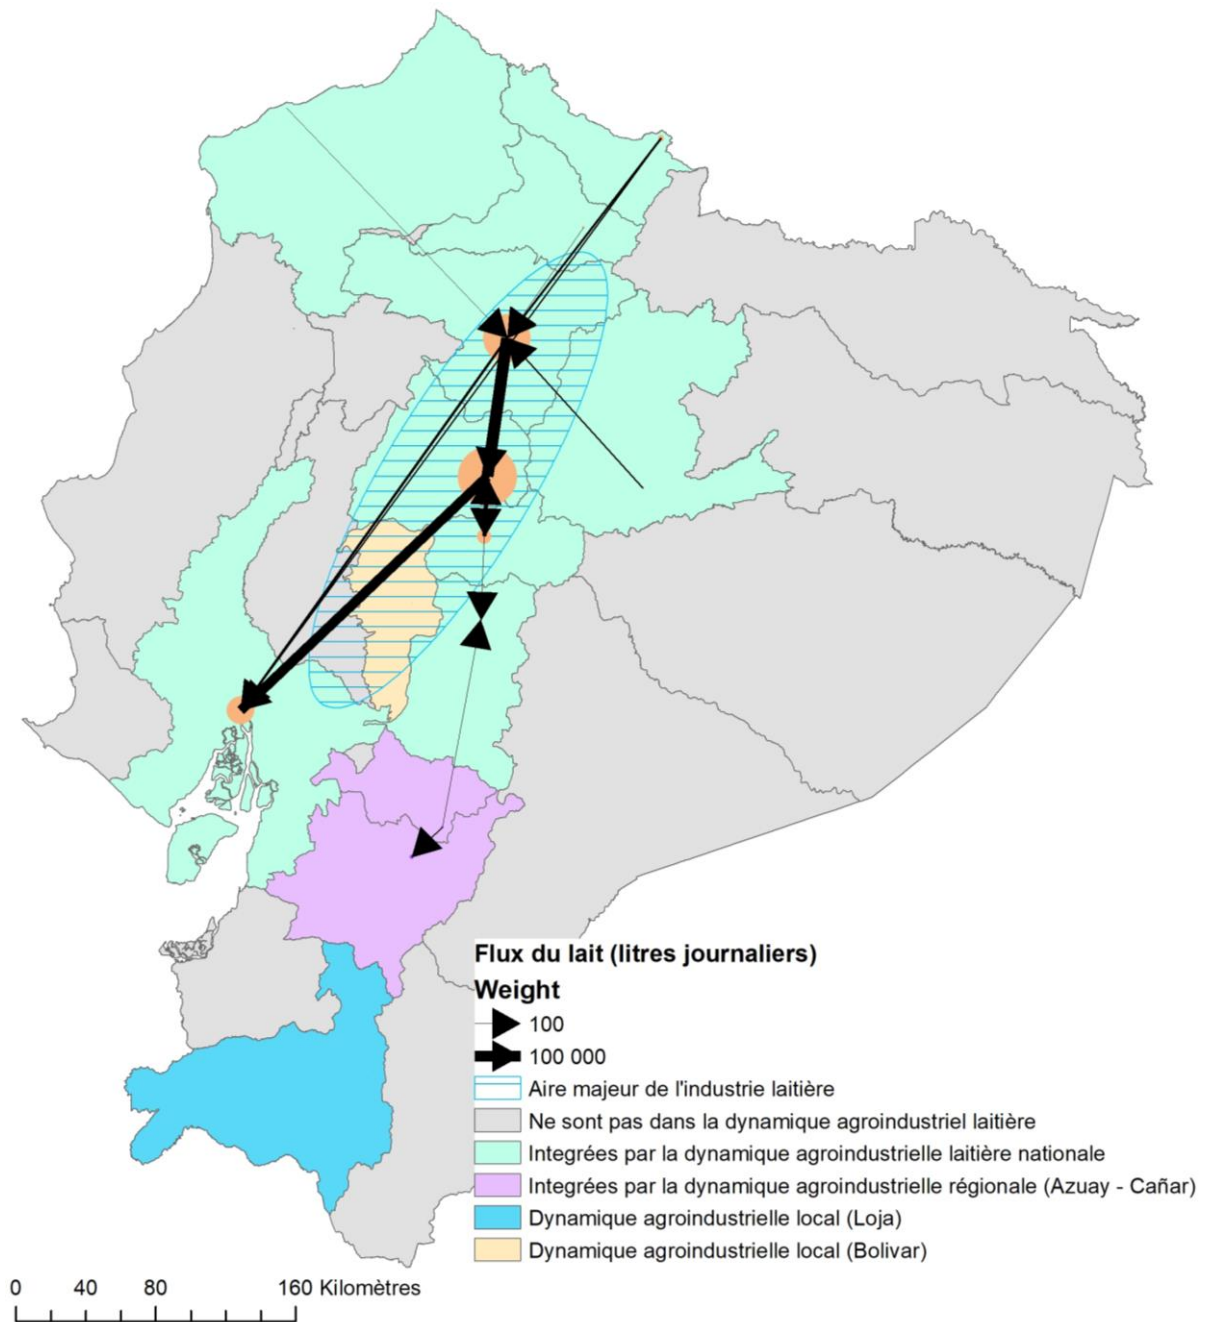 Flux du lait (litres journaliers)
Weight
100
100 000
Aire majeur de l'industrie laitière
Ne sont pas dans la dynamique agroindustriel laitière
Integrées par la dynamique agroindustrielle laitière nationale
Integrées par la dynamique agroindustrielle régionale (Azuay - Cañar)
Dynamique agroindustrielle local (Loja)
Dynamique agroindustrielle local (Bolivar)
0 40 80 160 Kilomètres